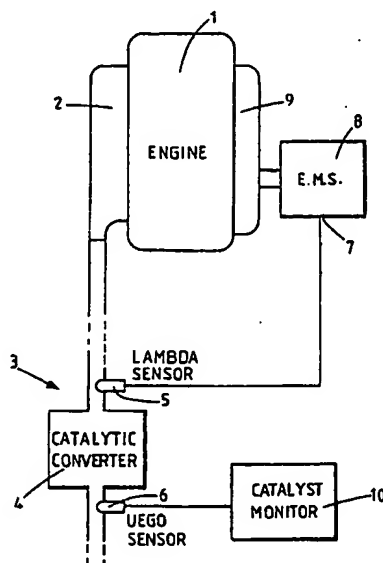 1
2
9
8
ENGINE
E.M.S.
7
LAMBDA
SENSOR
3
5
CATALYTIC
CONVERTER
4
6
UEGO
SENSOR
CATALYST
MONITOR
10